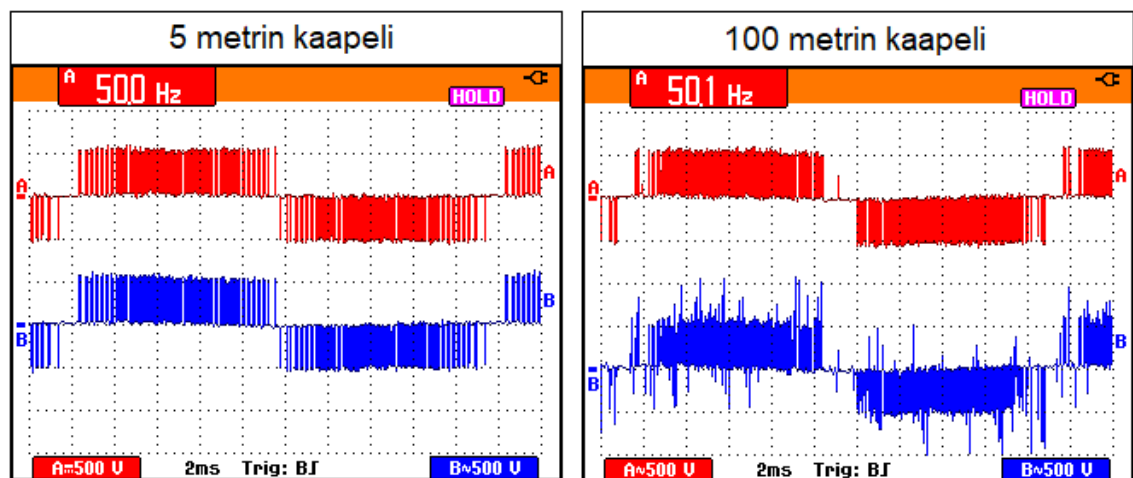 5 metrin kaapeli
A 50.0 Hz
HOLD
A
A
B
B
A=500 V 2ms Trig: B∫ B~500 V
100 metrin kaapeli
A 50.1 Hz
HOLD
A
A
B
B
A~500 V 2ms Trig: B∫ B~500 V